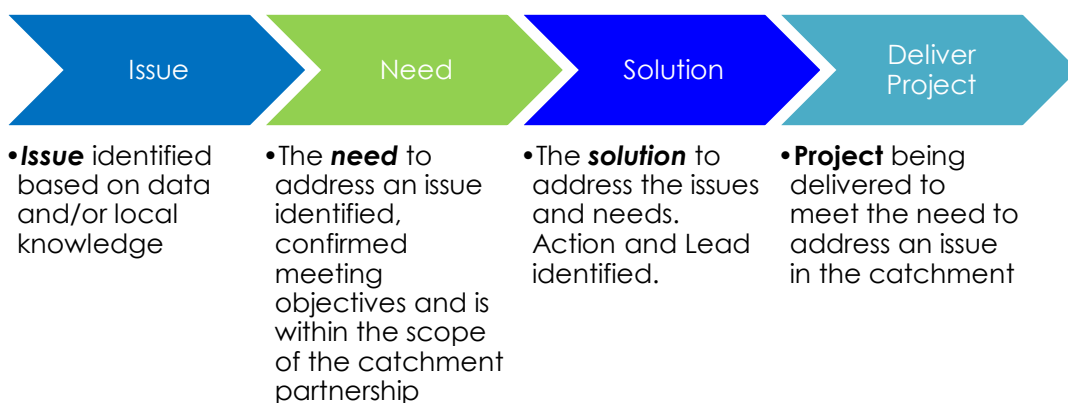 Issue
Need
Solution
Deliver
Project
•Issue identified
based on data
and/or local
knowledge
•The need to
address an issue
identified,
confirmed
meeting
objectives and is
within the scope
of the catchment
partnership
•The solution to
address the issues
and needs.
Action and Lead
identified.
•Project being
delivered to
meet the need to
address an issue
in the catchment